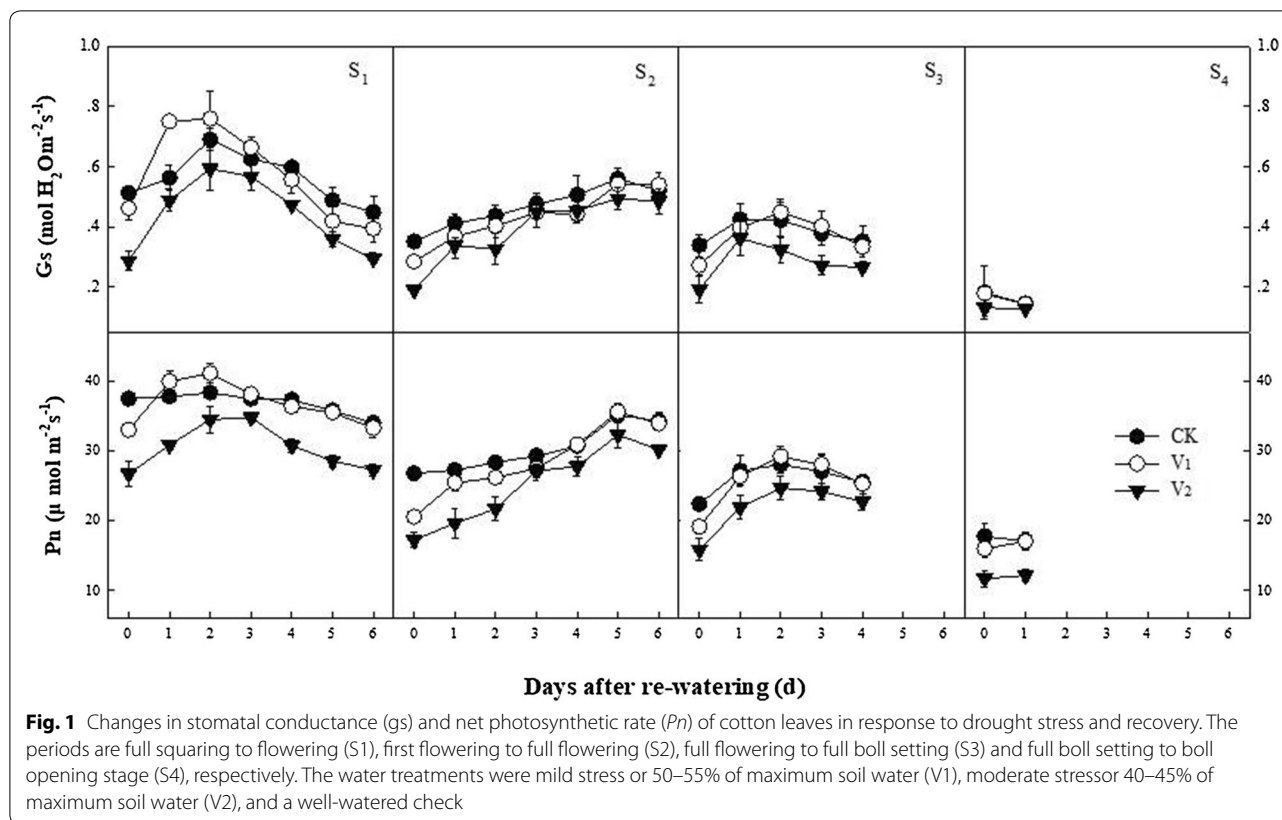 1.0
.8
.6
.4
.2
Gs (mol H₂Om⁻²s⁻¹)
S₁
S₂
S₃
S₄
1.0
.8
.6
.4
.2
40
30
20
10
Pn (μ mol m⁻²s⁻¹)
CK
V1
V2
40
30
20
10
0 1 2 3 4 5 6 0 1 2 3 4 5 6 0 1 2 3 4 5 6 0 1 2 3 4 5 6
Days after re-watering (d)
Fig. 1 Changes in stomatal conductance (gs) and net photosynthetic rate (Pn) of cotton leaves in response to drought stress and recovery. The
periods are full squaring to flowering (S1), first flowering to full flowering (S2), full flowering to full boll setting (S3) and full boll setting to boll
opening stage (S4), respectively. The water treatments were mild stress or 50–55% of maximum soil water (V1), moderate stressor 40–45% of
maximum soil water (V2), and a well-watered check